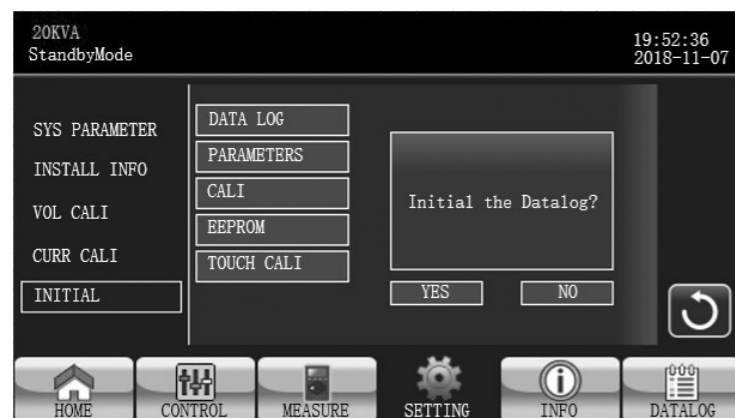 20KVA
StandbyMode
19:52:36
2018-11-07
SYS PARAMETER
INSTALL INFO
VOL CALI
CURR CALI
INITIAL
DATA LOG
PARAMETERS
CALI
EEPROM
TOUCH CALI
Initial the Datalog?
YES
NO
HOME
CONTROL
MEASURE
SETTING
INFO
DATALOG